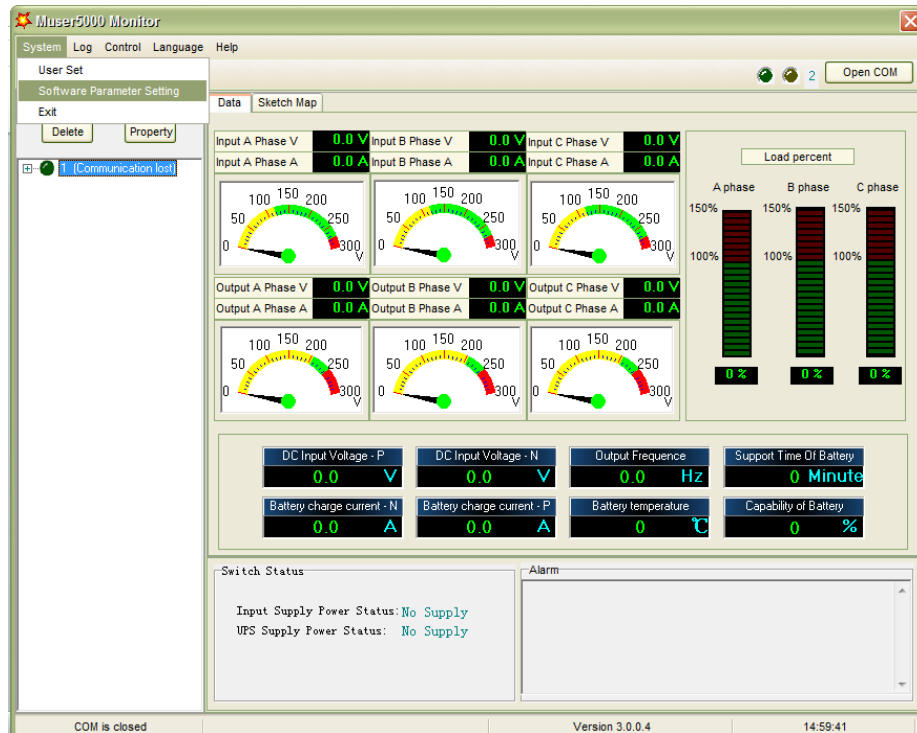 Muser5000 Monitor
System Log Control Language Help
User Set
Software Parameter Setting
Exit
2 Open COM
Delete Property
Data Sketch Map
1 (Communication lost)
Input A Phase V 0.0 V Input B Phase V 0.0 V Input C Phase V 0.0 V
Input A Phase A 0.0 A Input B Phase A 0.0 A Input C Phase A 0.0 A
0 50 100 150 200 250 300 V
0 50 100 150 200 250 300 V
0 50 100 150 200 250 300 V
Output A Phase V 0.0 V Output B Phase V 0.0 V Output C Phase V 0.0 V
Output A Phase A 0.0 A Output B Phase A 0.0 A Output C Phase A 0.0 A
0 50 100 150 200 250 300 V
0 50 100 150 200 250 300 V
0 50 100 150 200 250 300 V
Load percent
A phase B phase C phase
150% 150% 150%
100% 100% 100%
0 % 0 % 0 %
DC Input Voltage - P DC Input Voltage - N Output Frequence Support Time Of Battery
0.0 V 0.0 V 0.0 Hz 0 Minute
Battery charge current - N Battery charge current - P Battery temperature Capability of Battery
0.0 A 0.0 A 0 ℃ 0 %
Switch Status
Input Supply Power Status: No Supply
UPS Supply Power Status: No Supply
Alarm
COM is closed Version 3.0.0.4 14:59:41